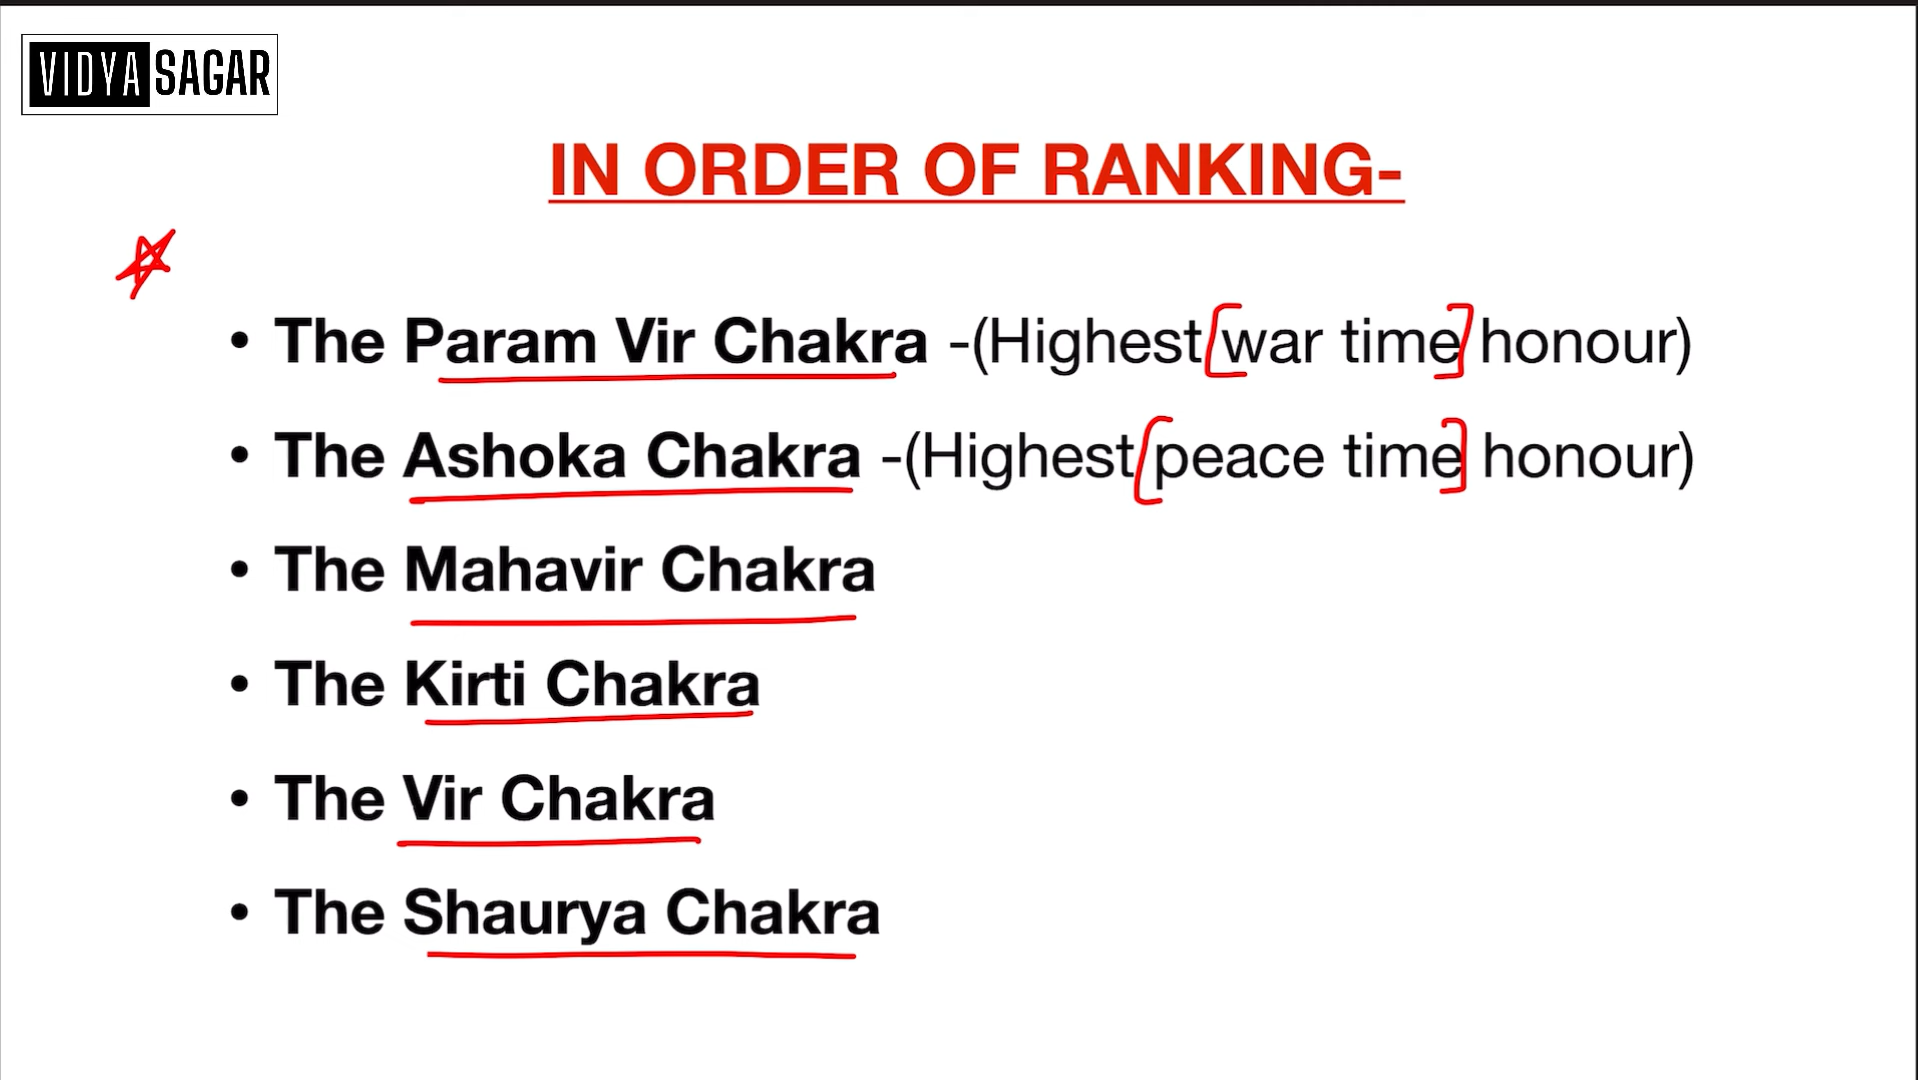 VIDYA SAGAR
IN ORDER OF RANKING-
• The Param Vir Chakra -(Highest war time honour)
• The Ashoka Chakra -(Highest peace time honour)
• The Mahavir Chakra
• The Kirti Chakra
• The Vir Chakra
• The Shaurya Chakra